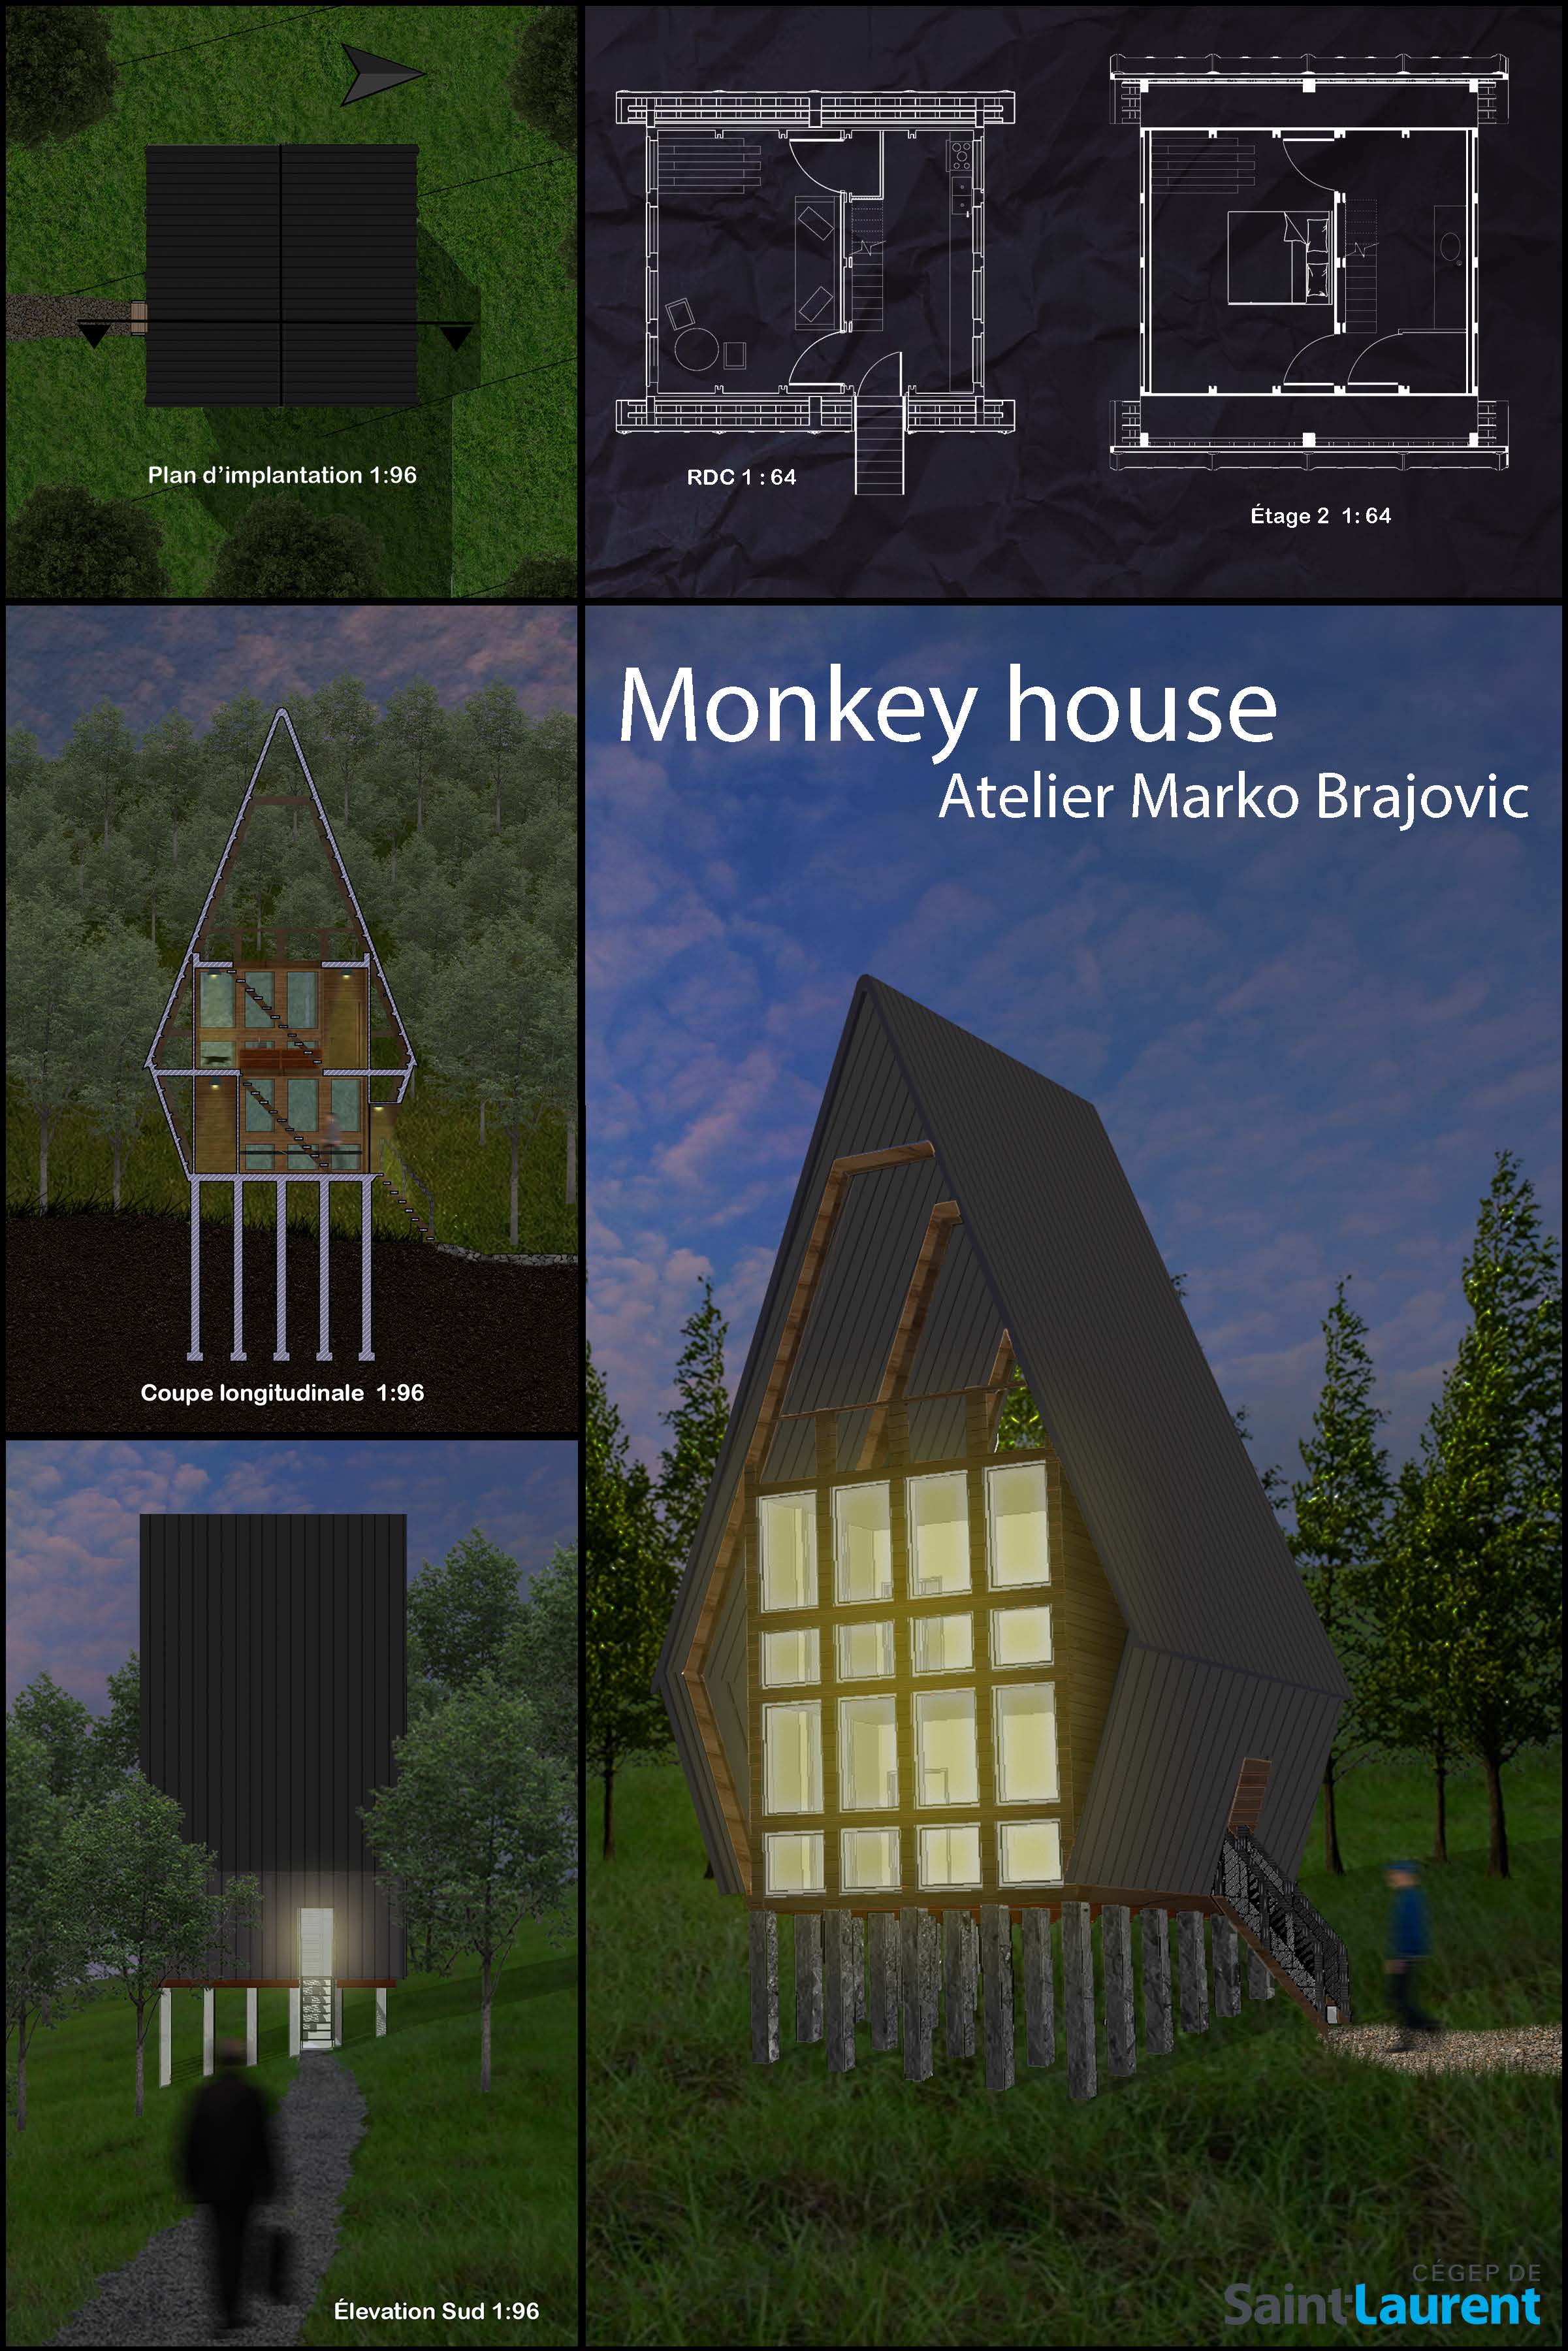 Plan d’implantation 1:96
RDC 1 : 64
Étage 2 1: 64
Monkey house
Atelier Marko Brajovic
Coupe longitudinale 1:96
Élevation Sud 1:96
CÉGEP DE
Saint-Laurent